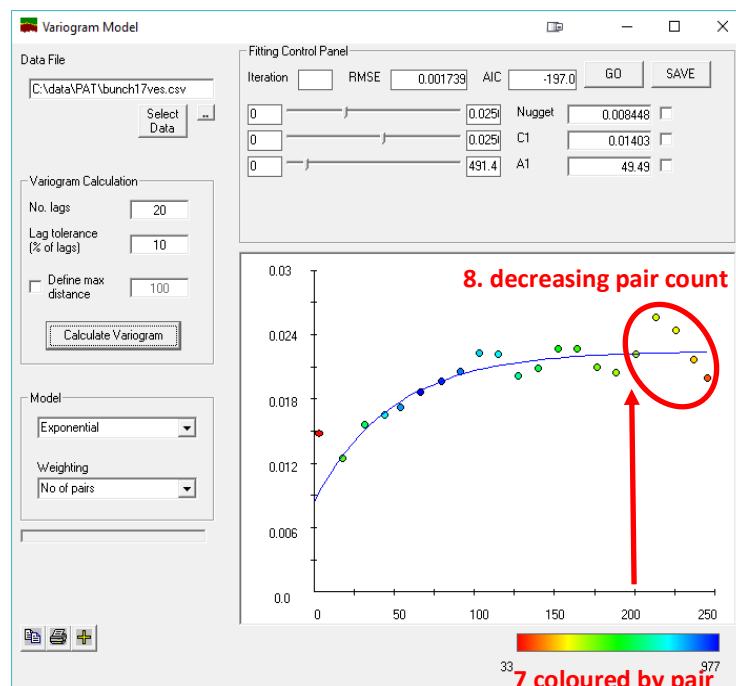 Variogram Model
Data File
C:\data\PAT\bunch17ves.csv
Select Data
..
Variogram Calculation
No. lags 20
Lag tolerance (% of lags) 10
Define max distance 100
Calculate Variogram
Model
Exponential
Weighting
No of pairs
Fitting Control Panel
Iteration RMSE 0.001739 AIC -197.0 GO SAVE
0 0.025 Nugget 0.008448
0 0.025 C1 0.01403
0 491.4 A1 49.49
8. decreasing pair count
0.03
0.024
0.018
0.012
0.006
0.0
0 50 100 150 200 250
33 977
7 coloured by pair